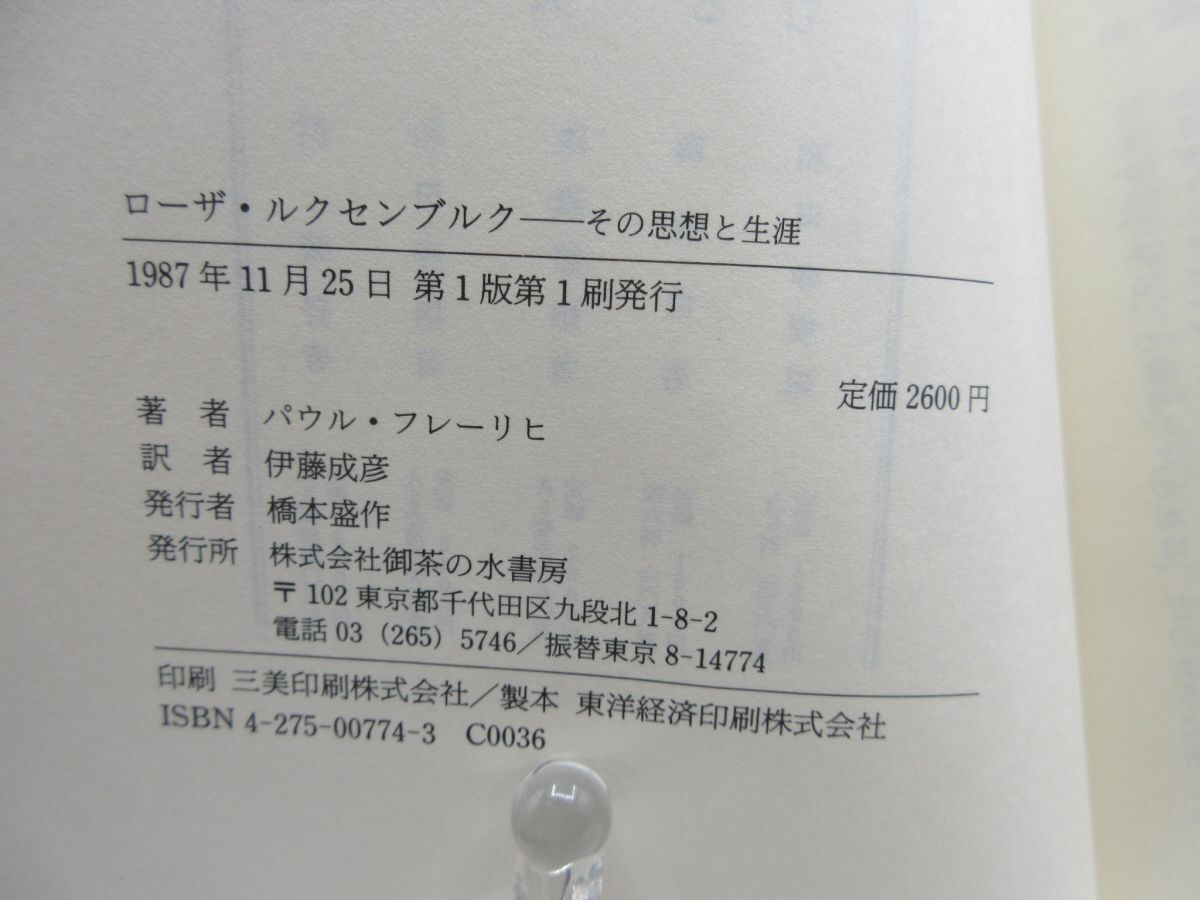 ローザ・ルクセンブルク――その思想と生涯
1987年11月25日 第1版第1刷発行
定価2600円
著 者 パウル・フレーリヒ
訳 者 伊藤成彦
発行者 橋本盛作
発行所 株式会社御茶の水書房
〒102 東京都千代田区九段北1-8-2
電話 03（265）5746／振替東京8-14774
印刷 三美印刷株式会社／製本 東洋経済印刷株式会社
ISBN 4-275-00774-3 C0036